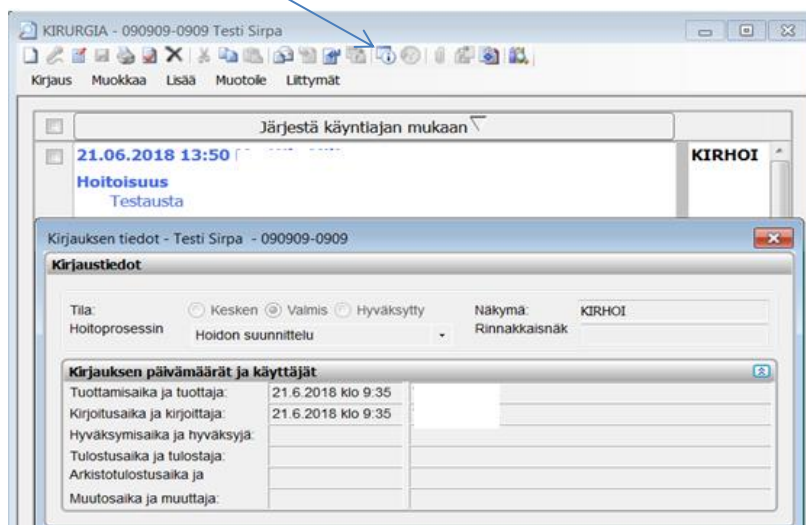 KIRURGIA - 090909-0909 Testi Sirpa
Kirjaus Muokkaa Lisää Muotoile Liittymät
Järjestä käyntiajan mukaan
21.06.2018 13:50 KIRHOI
Hoitoisuus
Testausta
Kirjauksen tiedot - Testi Sirpa - 090909-0909
Kirjaustiedot
Tila: Kesken Valmis Hyväksytty Näkymä: KIRHOI
Hoitoprosessin Hoidon suunnittelu Rinnakkaisnäk
Kirjauksen päivämäärät ja käyttäjät
Tuottamisaika ja tuottaja: 21.6.2018 klo 9:35
Kirjoitusaika ja kirjoittaja: 21.6.2018 klo 9:35
Hyväksymisaika ja hyväksyjä:
Tulostusaika ja tulostaja:
Arkistotulostusaika ja
Muutosaika ja muuttaja: